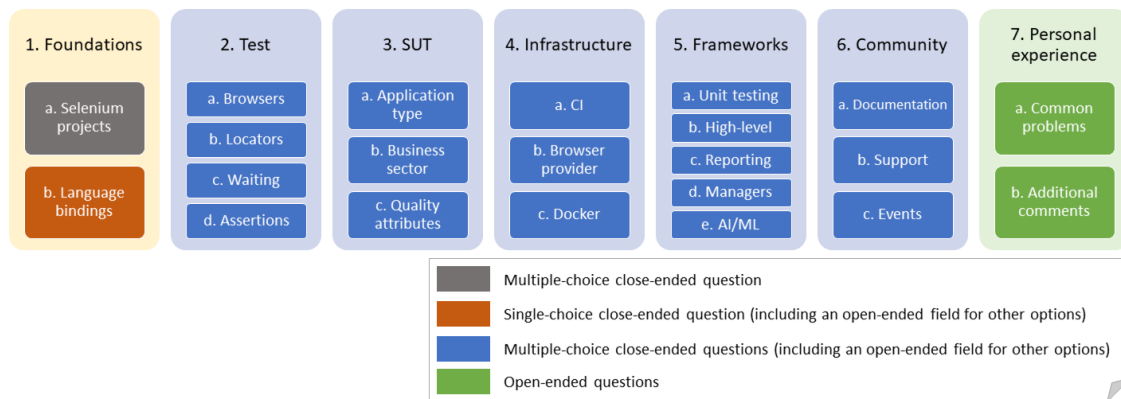 1. Foundations
a. Selenium
projects
b. Language
bindings
2. Test
a. Browsers
b. Locators
c. Waiting
d. Assertions
3. SUT
a. Application
type
b. Business
sector
c. Quality
attributes
4. Infrastructure
a. CI
b. Browser
provider
c. Docker
5. Frameworks
a. Unit testing
b. High-level
c. Reporting
d. Managers
e. AI/ML
6. Community
a. Documentation
b. Support
c. Events
7. Personal
experience
a. Common
problems
b. Additional
comments
Multiple-choice close-ended question
Single-choice close-ended question (including an open-ended field for other options)
Multiple-choice close-ended questions (including an open-ended field for other options)
Open-ended questions